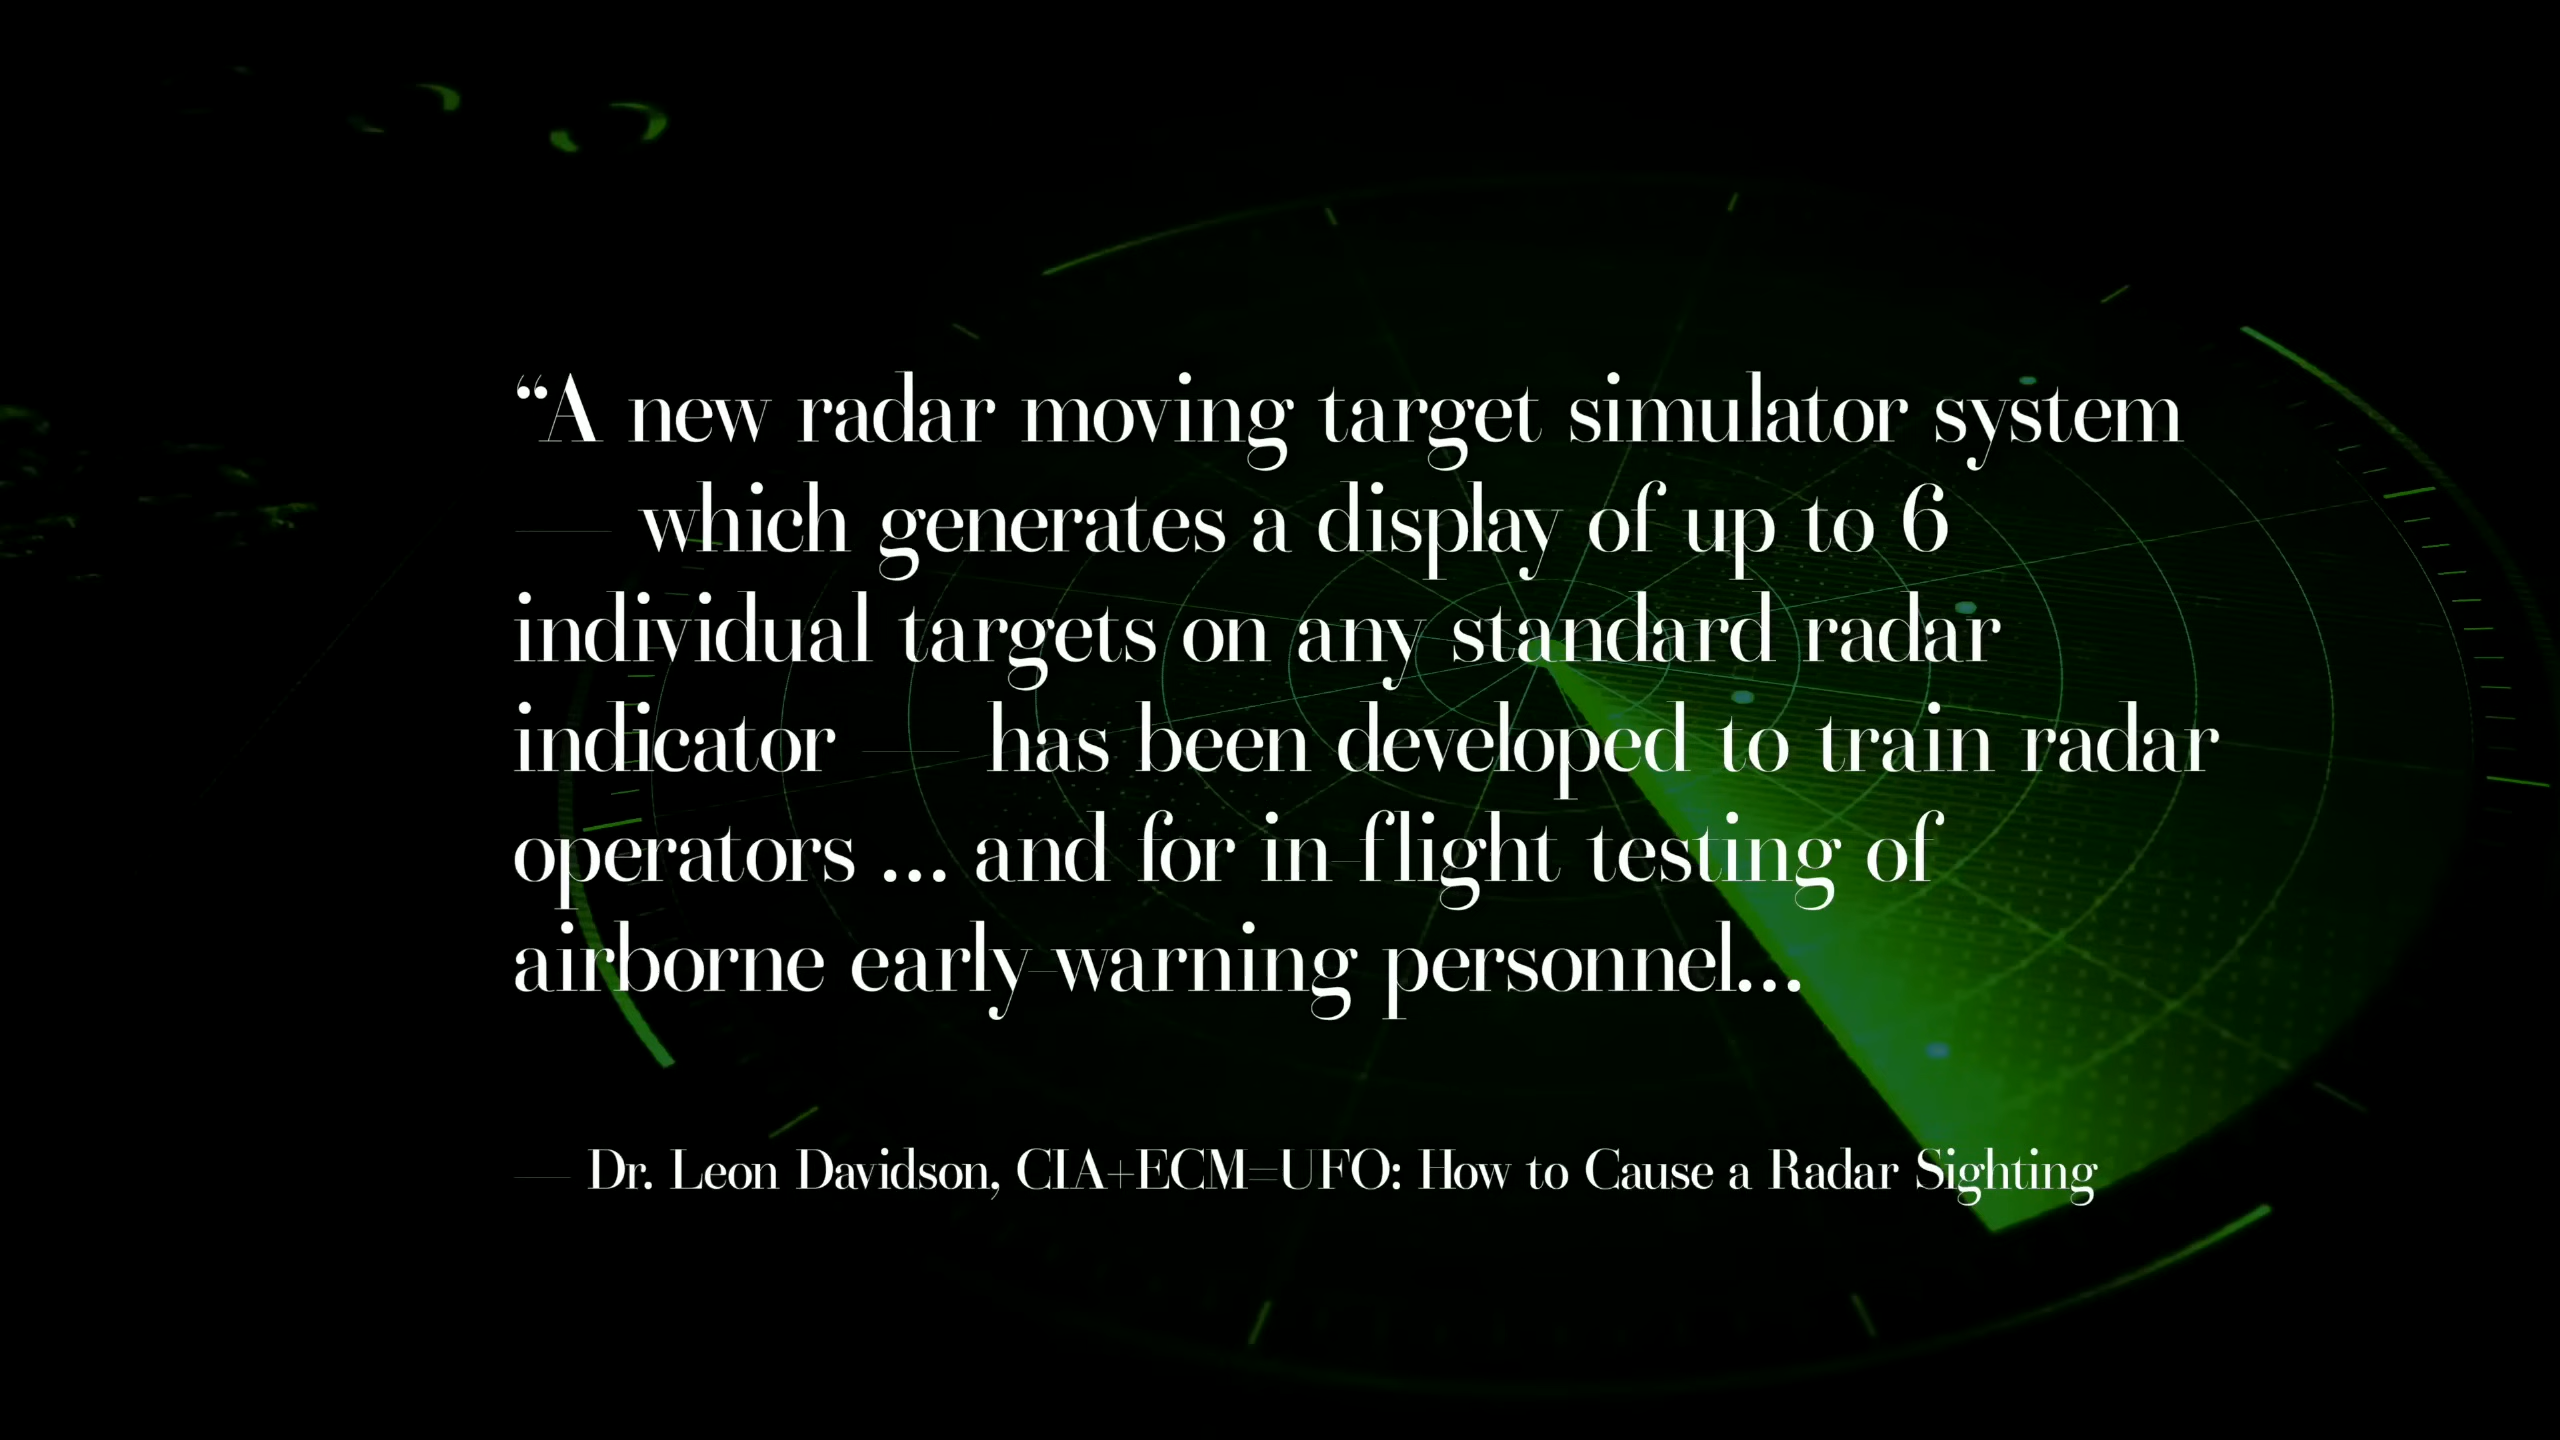 “A new radar moving target simulator system
— which generates a display of up to 6
individual targets on any standard radar
indicator — has been developed to train radar
operators ... and for in-flight testing of
airborne early-warning personnel...
— Dr. Leon Davidson, CIA+ECM=UFO: How to Cause a Radar Sighting